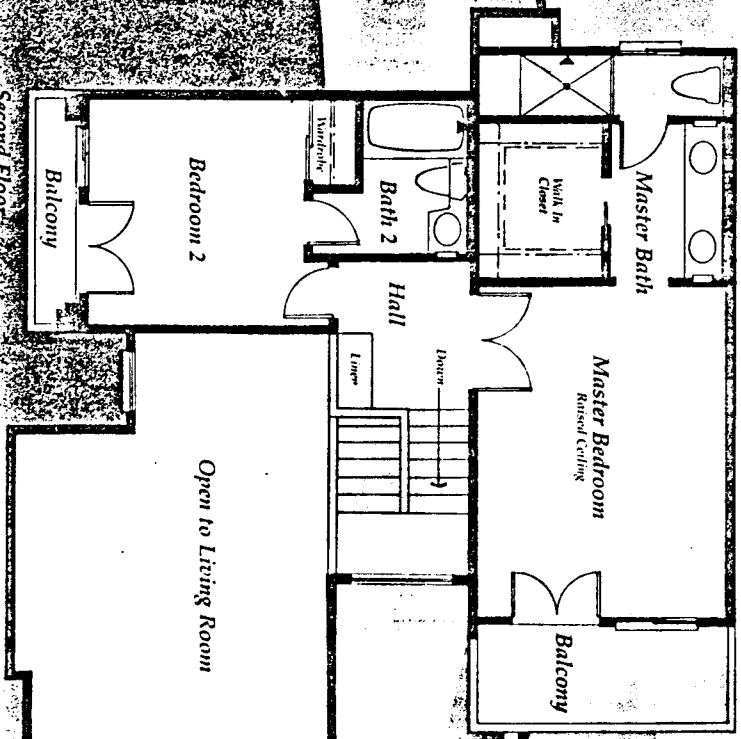 Master Bath
Walk In
Closet
Master Bedroom
Raised Ceiling
Balcony
Bath 2
Wardrobe
Hall
Down
Linen
Bedroom 2
Open to Living Room
Balcony
Second Floor